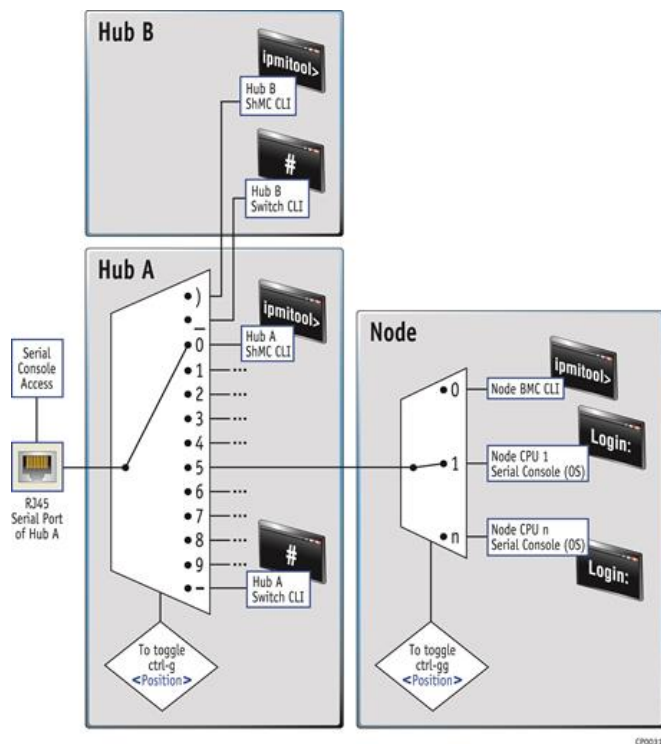 Hub B
ipmitool>
Hub B
ShMC CLI
#
Hub B
Switch CLI
Hub A
)
_
0
1
2
3
4
5
6
7
8
9
-
...
...
...
...
...
...
...
...
ipmitool>
Hub A
ShMC CLI
#
Hub A
Switch CLI
Serial
Console
Access
RJ45
Serial Port
of Hub A
To toggle
ctrl-g
<Position>
Node
0
1
n
ipmitool>
Node BMC CLI
Login:
Node CPU 1
Serial Console (OS)
Node CPU n
Serial Console (OS)
Login:
To toggle
ctrl-gg
<Position>